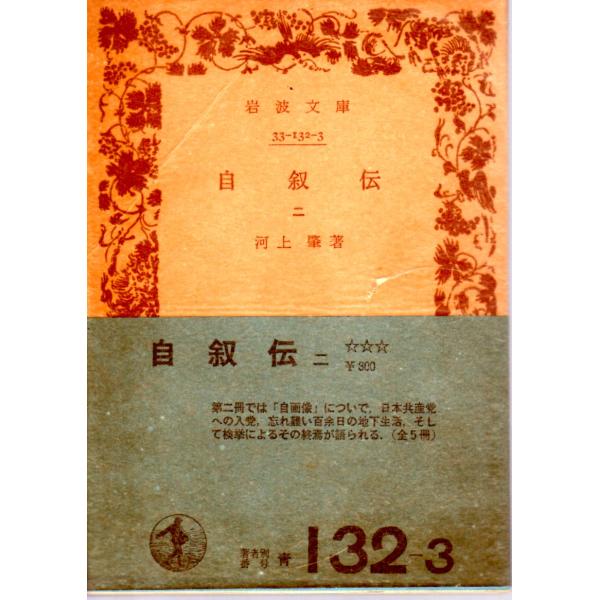 岩波文庫
33-132-3
自叙伝
二
河上肇著
自叙伝 二 ☆☆☆
¥300
第二冊では「自画像」についで，日本共産党
への入党，忘れ難い百余日の地下生活，そし
て検挙によるその終焉が語られる．（全5冊）
著者別
番号 青 132-3